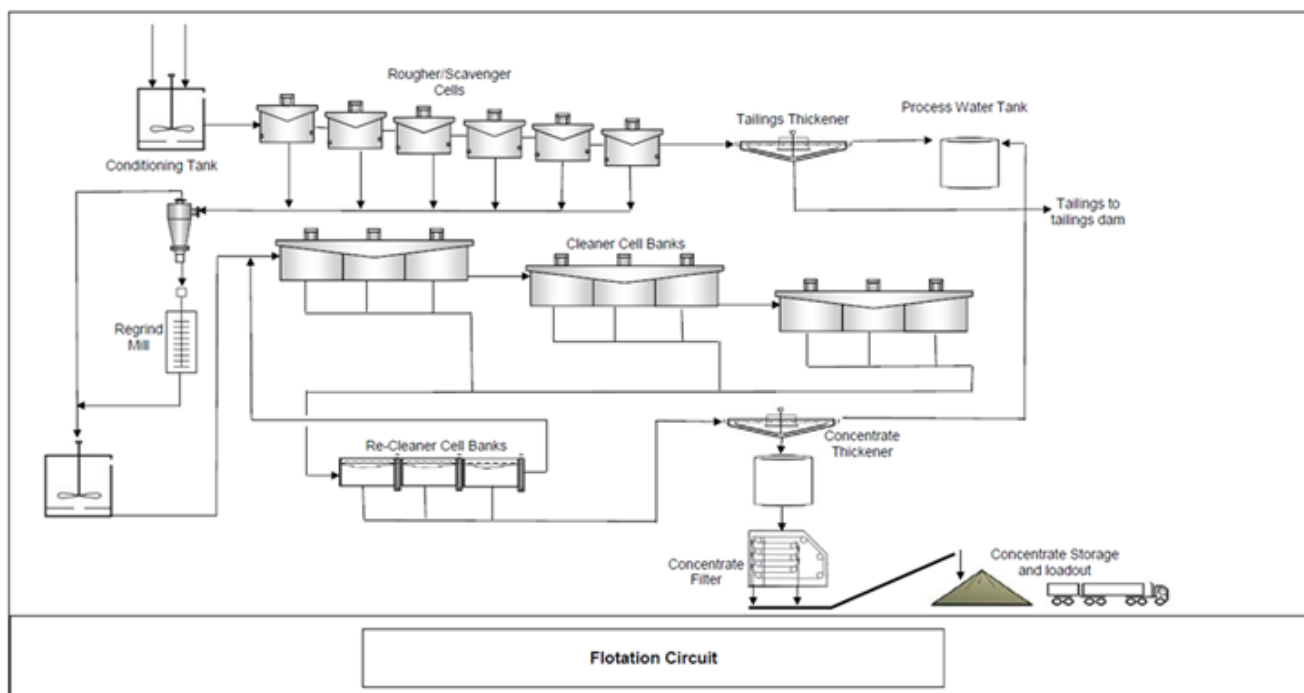 Rougher/Scavenger
Cells
Process Water Tank
Tailings Thickener
Conditioning Tank
Tailings to
tailings dam
Cleaner Cell Banks
Regrind
Mill
Re-Cleaner Cell Banks
Concentrate
Thickener
Concentrate
Filter
Concentrate Storage
and loadout
Flotation Circuit